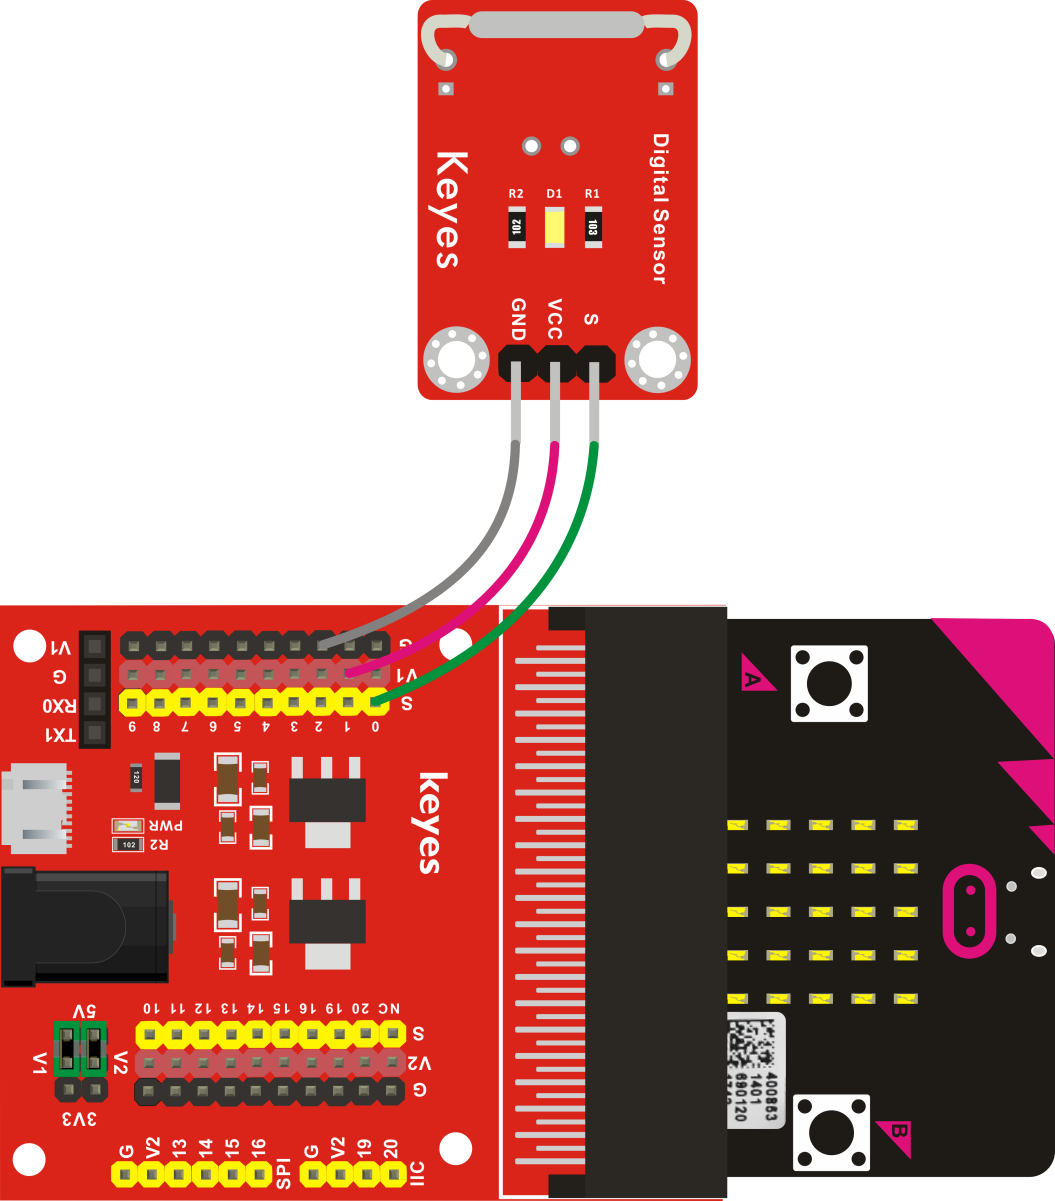 Keyes
Digital Sensor
R2
D1
R1
102
103
GND
VCC
S
V1
G
RX0
TX1
G
V1
S
9
8
7
6
5
4
3
2
1
0
120
PWR
R2
102
keyes
A
5V
V1
V2
3V3
10
11
12
13
14
15
16
19
20
NC
S
V2
G
G
V2
13
14
15
16
SPI
G
V2
19
20
IIC
400863
1401
690120
B